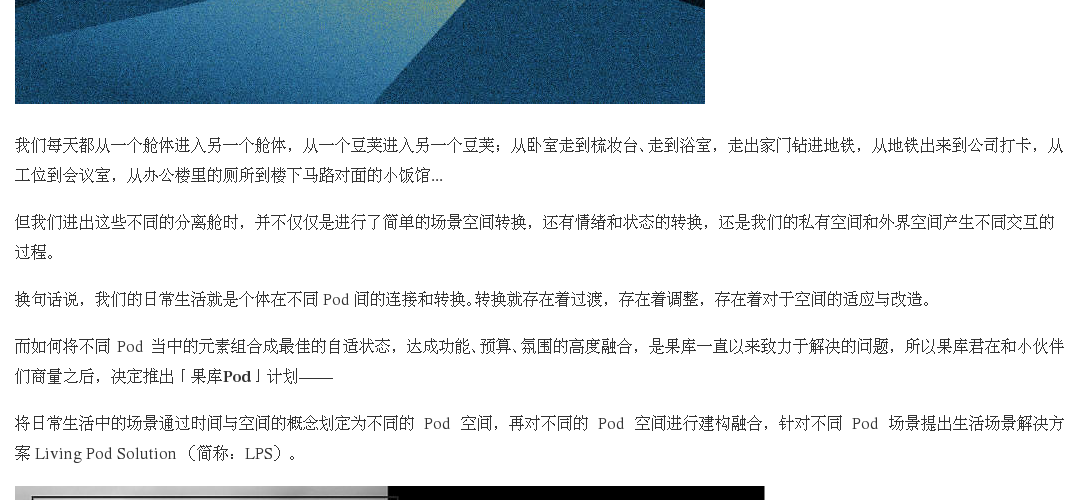 我们每天都从一个舱体进入另一个舱体，从一个豆荚进入另一个豆荚；从卧室走到梳妆台、走到浴室，走出家门钻进地铁，从地铁出来到公司打卡，从
工位到会议室，从办公楼里的厕所到楼下马路对面的小饭馆...
但我们进出这些不同的分离舱时，并不仅仅是进行了简单的场景空间转换，还有情绪和状态的转换，还是我们的私有空间和外界空间产生不同交互的
过程。
换句话说，我们的日常生活就是个体在不同 Pod 间的连接和转换。转换就存在着过渡，存在着调整，存在着对于空间的适应与改造。
而如何将不同 Pod 当中的元素组合成最佳的自适状态，达成功能、预算、氛围的高度融合，是果库一直以来致力于解决的问题，所以果库君在和小伙伴
们商量之后，决定推出「果库Pod」计划——
将日常生活中的场景通过时间与空间的概念划定为不同的 Pod 空间，再对不同的 Pod 空间进行建构融合，针对不同 Pod 场景提出生活场景解决方
案 Living Pod Solution （简称：LPS）。